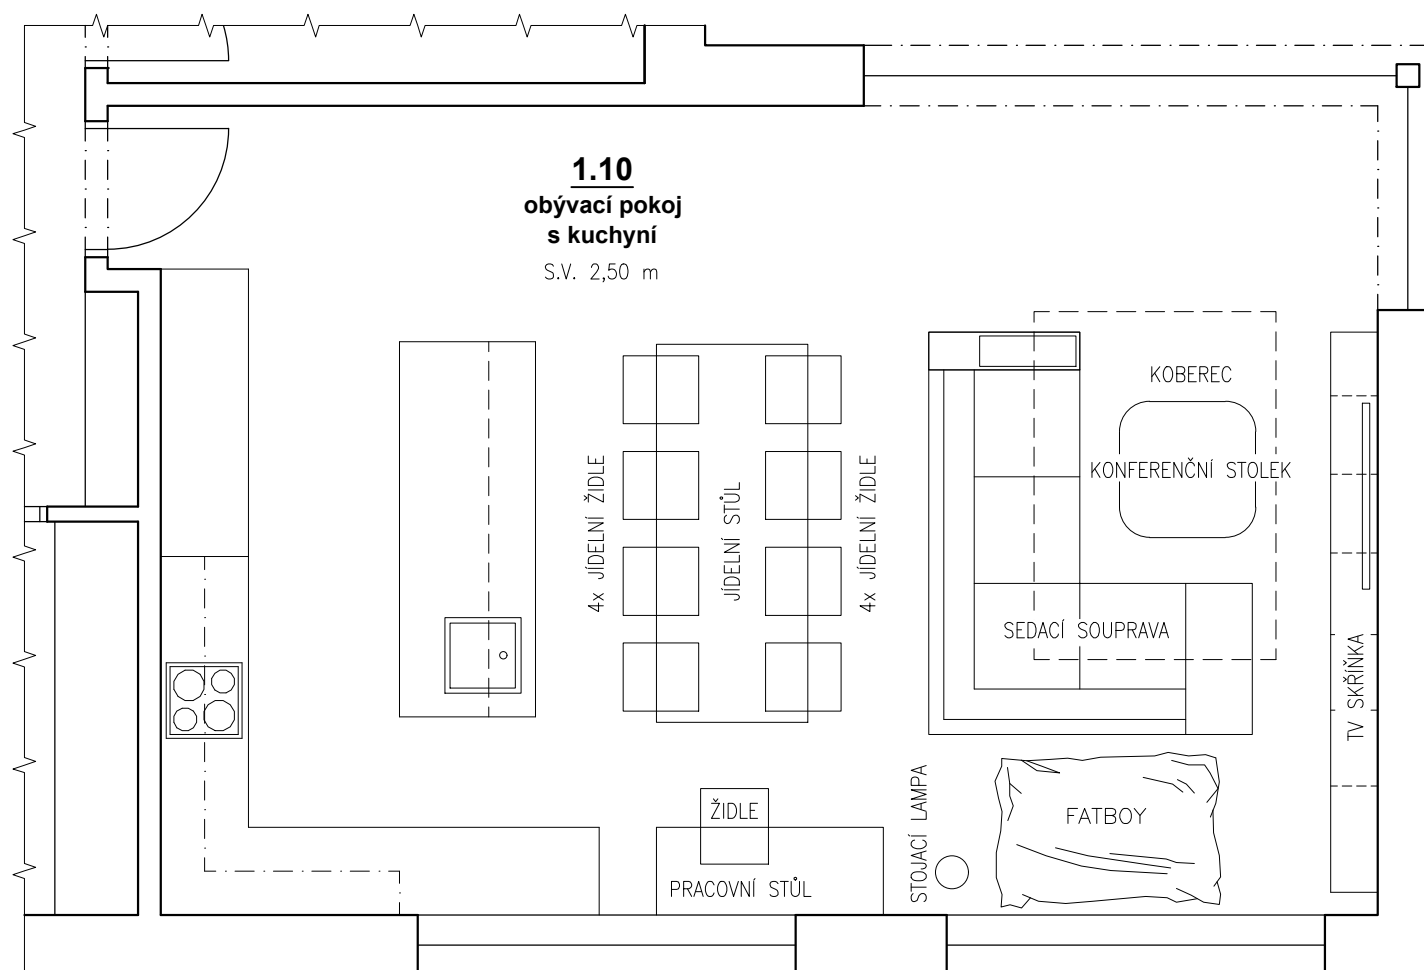 1.10
obývací pokoj
s kuchyní
S.V. 2,50 m
KOBEREC
KONFERENČNÍ STOLEK
4x JÍDELNÍ ŽIDLE
JÍDELNÍ STŮL
4x JÍDELNÍ ŽIDLE
SEDACÍ SOUPRAVA
TV SKŘÍŇKA
ŽIDLE
PRACOVNÍ STŮL
STOJACÍ LAMPA
FATBOY